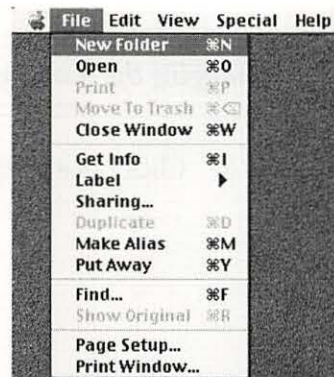 File Edit View Special Help
New Folder ⌘N
Open ⌘O
Print ⌘P
Move To Trash ⌘⌫
Close Window ⌘W
Get Info ⌘I
Label ▶
Sharing...
Duplicate ⌘D
Make Alias ⌘M
Put Away ⌘Y
Find... ⌘F
Show Original ⌘R
Page Setup...
Print Window...